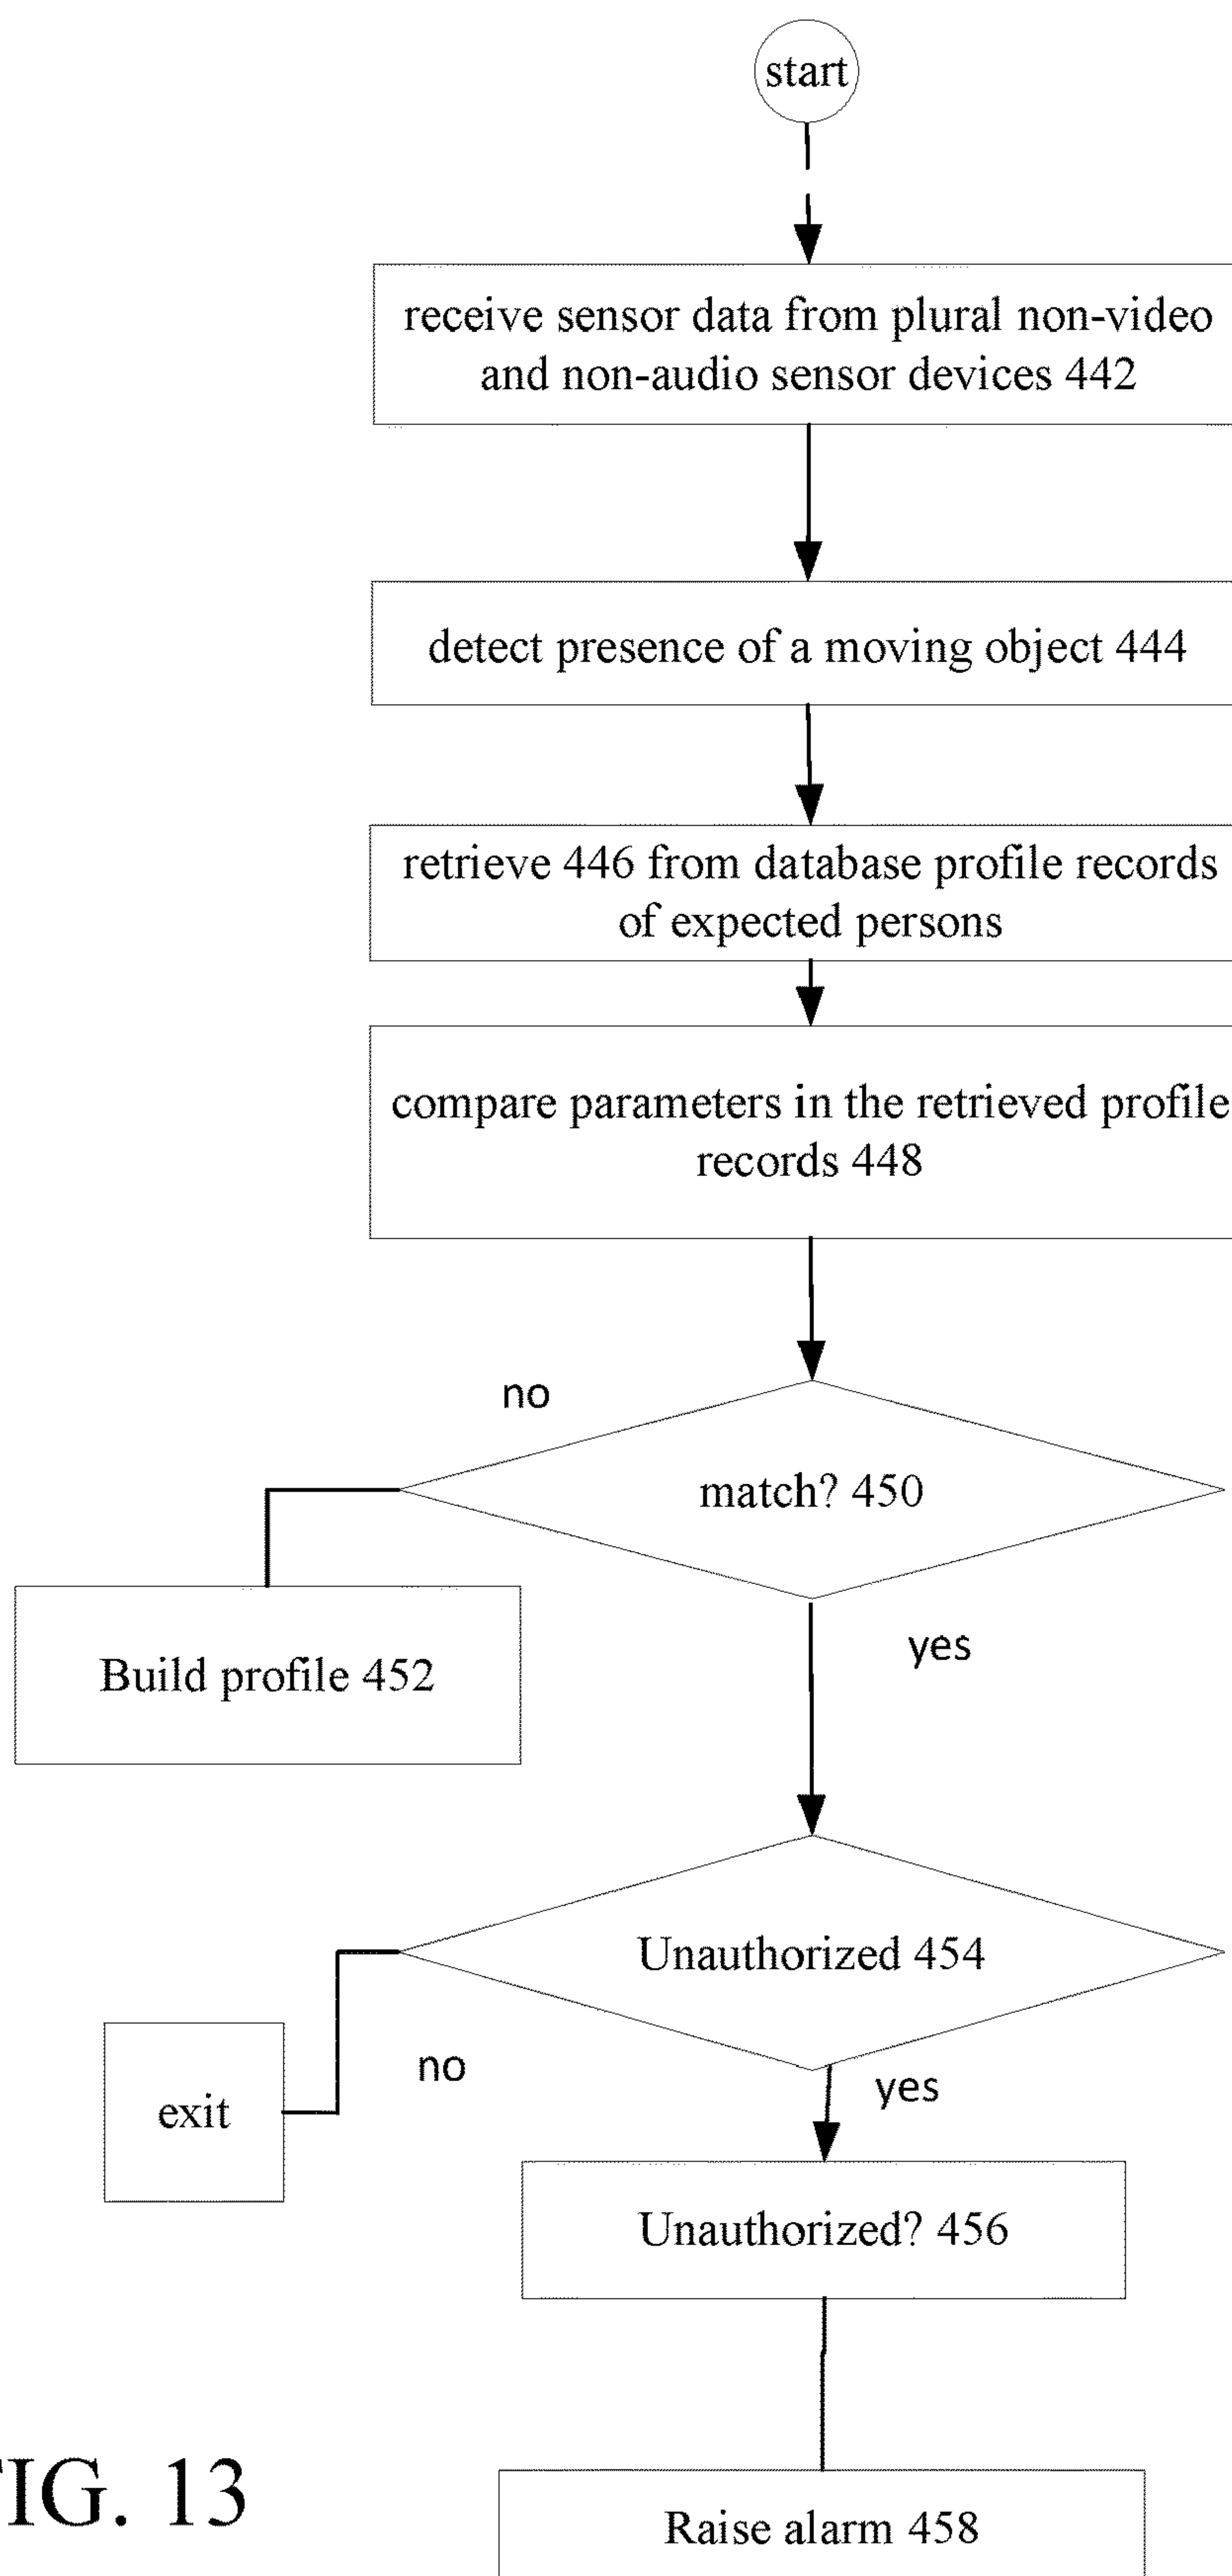 start
receive sensor data from plural non-video
and non-audio sensor devices 442
detect presence of a moving object 444
retrieve 446 from database profile records
of expected persons
compare parameters in the retrieved profile
records 448
no
match? 450
yes
Build profile 452
Unauthorized 454
no
yes
exit
Unauthorized? 456
IG. 13
Raise alarm 458